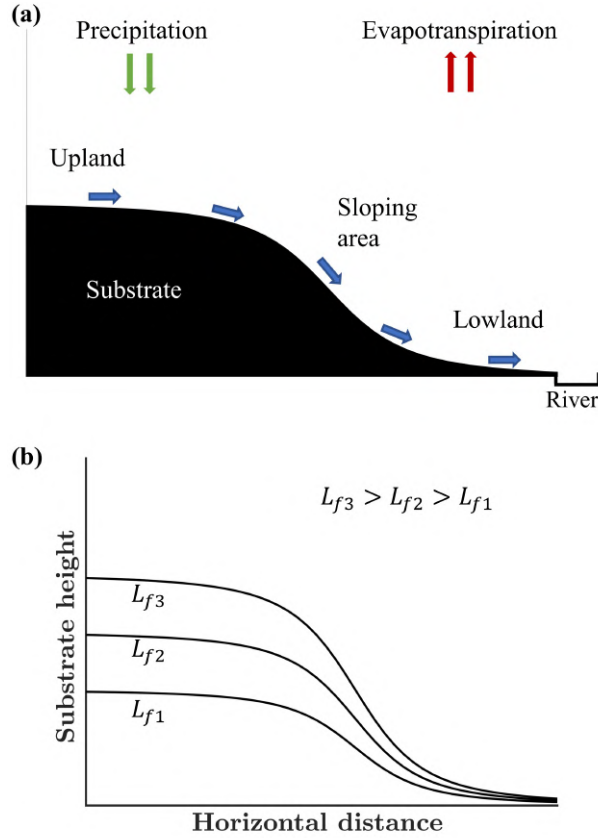 (a)
Precipitation
Evapotranspiration
Upland
Sloping
area
Substrate
Lowland
River
(b)
L_{f3} > L_{f2} > L_{f1}
Substrate height
L_{f3}
L_{f2}
L_{f1}
Horizontal distance